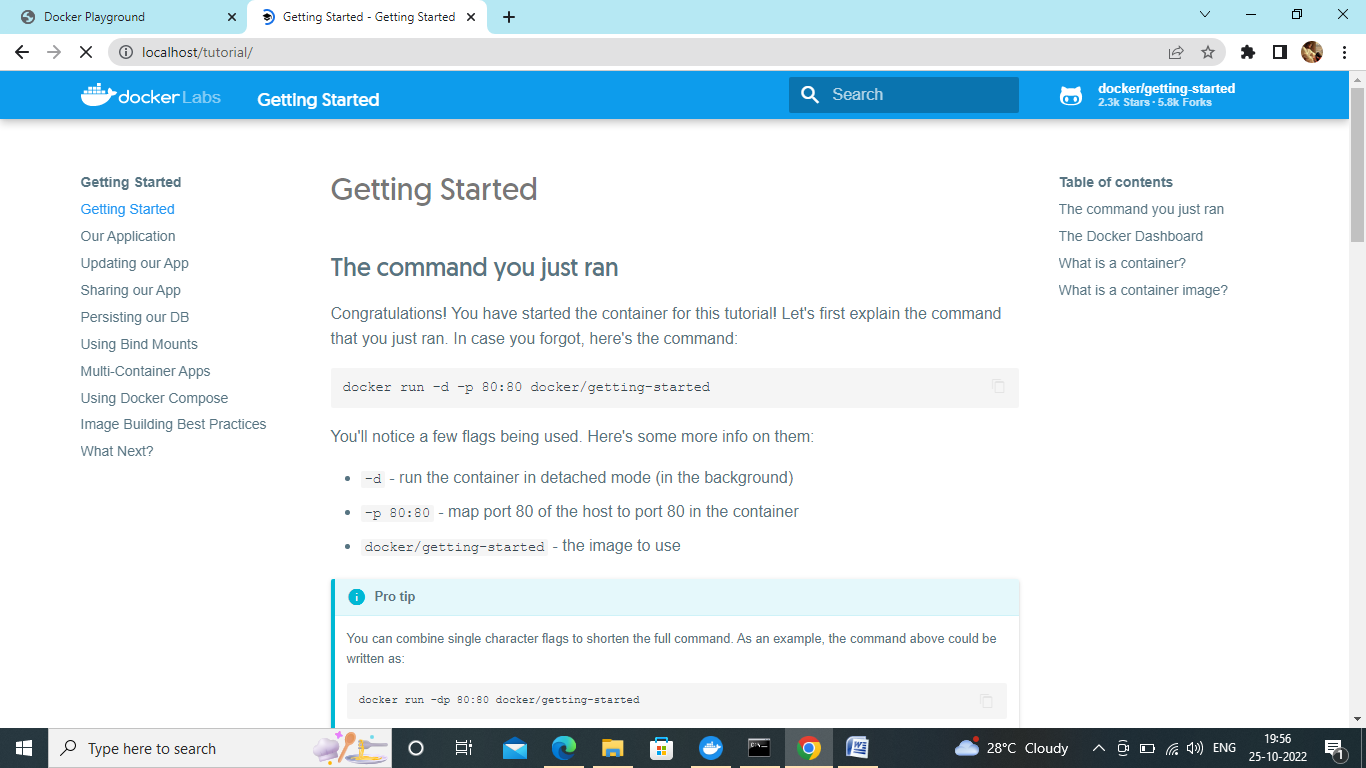 Docker Playground
Getting Started - Getting Started
localhost/tutorial/
docker Labs
Getting Started
Search
docker/getting-started
2.3k Stars · 5.8k Forks
Getting Started
Getting Started
Our Application
Updating our App
Sharing our App
Persisting our DB
Using Bind Mounts
Multi-Container Apps
Using Docker Compose
Image Building Best Practices
What Next?
Getting Started
The command you just ran
Congratulations! You have started the container for this tutorial! Let's first explain the command
that you just ran. In case you forgot, here's the command:
docker run -d -p 80:80 docker/getting-started
You'll notice a few flags being used. Here's some more info on them:
• -d - run the container in detached mode (in the background)
• -p 80:80 - map port 80 of the host to port 80 in the container
• docker/getting-started - the image to use
Pro tip
You can combine single character flags to shorten the full command. As an example, the command above could be
written as:
docker run -dp 80:80 docker/getting-started
Table of contents
The command you just ran
The Docker Dashboard
What is a container?
What is a container image?
Type here to search
28°C Cloudy
ENG
19:56
25-10-2022
1